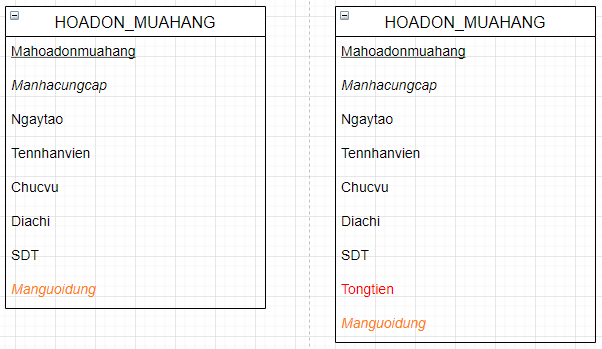 HOADON_MUAHANG
Mahoadonmuahang
Manhacungcap
Ngaytao
Tennhanvien
Chucvu
Diachi
SDT
Manguoidung
HOADON_MUAHANG
Mahoadonmuahang
Manhacungcap
Ngaytao
Tennhanvien
Chucvu
Diachi
SDT
Tongtien
Manguoidung